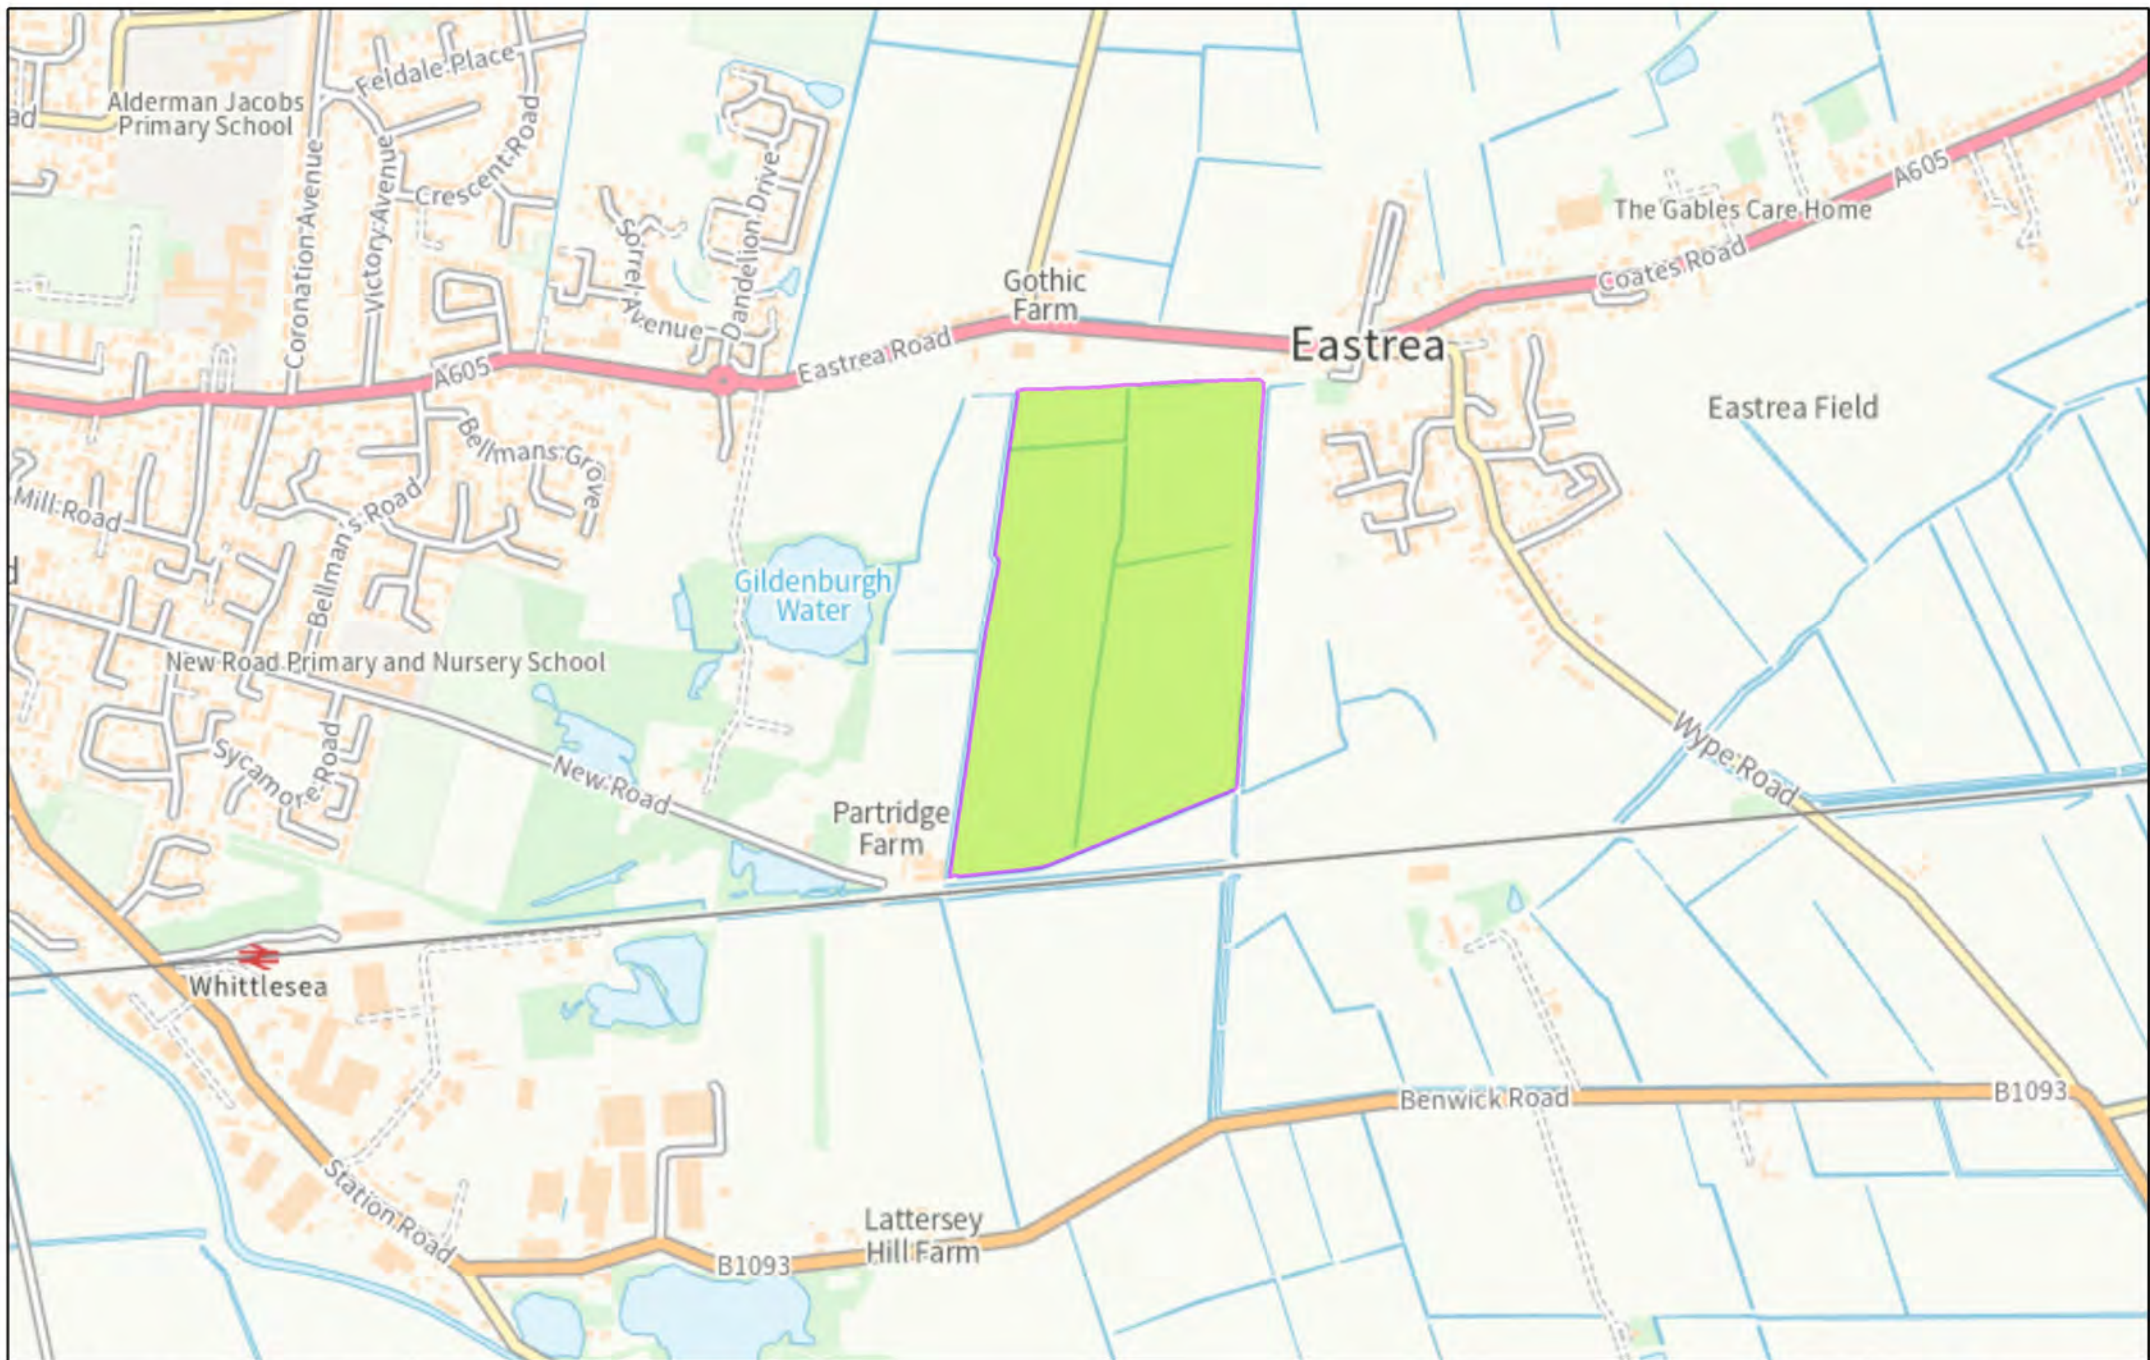 Feldale Place
Alderman Jacobs
Primary School
ad
Coronation Avenue
Victory Avenue
Crescent Road
Sorrel Avenue
Dandelion Drive
A605
The Gables Care Home
Coates Road
Gothic
Farm
Eastrea
Eastrea Road
A605
Eastrea Field
Bellmans Grove
Mill Road
Bellman's Road
d
Gildenburgh
Water
New Road Primary and Nursery School
Sycamore Road
New Road
Wype Road
Partridge
Farm
Whittlesea
Benwick Road
B1093
Station Road
Lattersey
Hill Farm
B1093